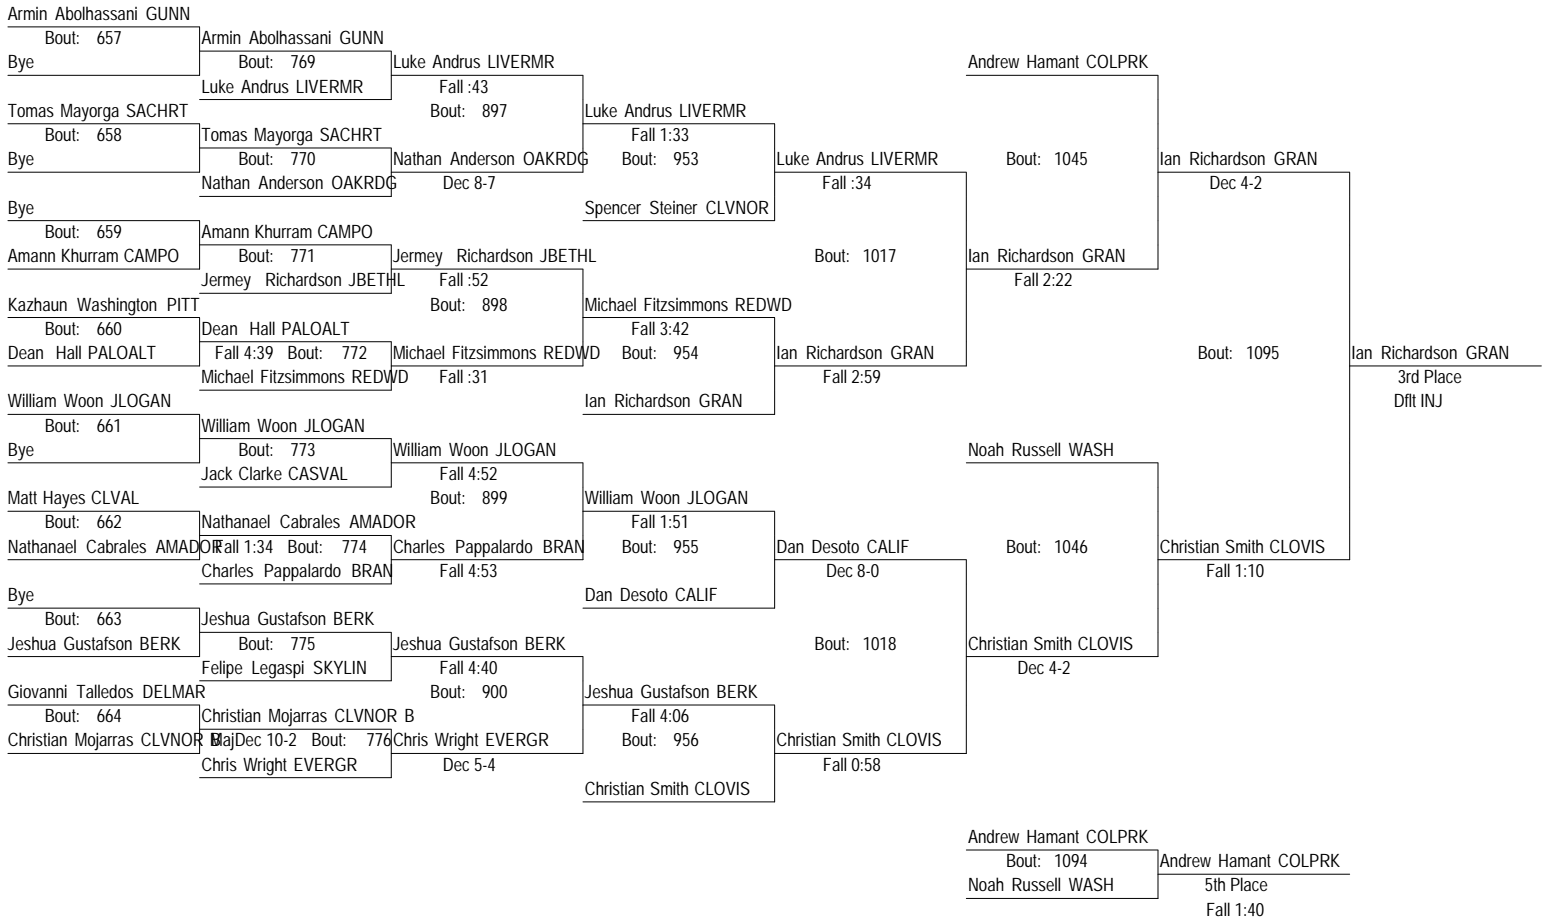 Armin Abolhassani GUNN
Bout: 657
Bye
Tomas Mayorga SACHRT
Bout: 658
Bye
Bye
Bout: 659
Amann Khurram CAMPO
Kazhaun Washington PITT
Bout: 660
Dean Hall PALOALT
William Woon JLOGAN
Bout: 661
Bye
Matt Hayes CLVAL
Bout: 662
Nathanael Cabrales AMADOR
Bye
Bout: 663
Jeshua Gustafson BERK
Giovanni Talledos DELMAR
Bout: 664
Christian Mojarras CLVNOR B
Armin Abolhassani GUNN
Bout: 769
Luke Andrus LIVERMR
Tomas Mayorga SACHRT
Bout: 770
Nathan Anderson OAKRDG
Amann Khurram CAMPO
Bout: 771
Jermey Richardson JBETHL
Dean Hall PALOALT
Fall 4:39 Bout: 772
Michael Fitzsimmons REDWD
William Woon JLOGAN
Bout: 773
Jack Clarke CASVAL
Nathanael Cabrales AMADOR
Fall 1:34 Bout: 774
Charles Pappalardo BRAN
Jeshua Gustafson BERK
Bout: 775
Felipe Legaspi SKYLIN
Christian Mojarras CLVNOR B
MajDec 10-2 Bout: 776
Chris Wright EVERGR
Luke Andrus LIVERMR
Fall :43
Bout: 897
Nathan Anderson OAKRDG
Dec 8-7
Jermey Richardson JBETHL
Fall :52
Bout: 898
Michael Fitzsimmons REDWD
Fall :31
William Woon JLOGAN
Fall 4:52
Bout: 899
Charles Pappalardo BRAN
Fall 4:53
Jeshua Gustafson BERK
Fall 4:40
Bout: 900
Chris Wright EVERGR
Dec 5-4
Luke Andrus LIVERMR
Fall 1:33
Bout: 953
Spencer Steiner CLVNOR
Michael Fitzsimmons REDWD
Fall 3:42
Bout: 954
Ian Richardson GRAN
William Woon JLOGAN
Fall 1:51
Bout: 955
Dan Desoto CALIF
Jeshua Gustafson BERK
Fall 4:06
Bout: 956
Christian Smith CLOVIS
Luke Andrus LIVERMR
Fall :34
Bout: 1017
Ian Richardson GRAN
Fall 2:59
Dan Desoto CALIF
Dec 8-0
Bout: 1018
Christian Smith CLOVIS
Fall 0:58
Andrew Hamant COLPRK
Bout: 1045
Ian Richardson GRAN
Fall 2:22
Noah Russell WASH
Bout: 1046
Christian Smith CLOVIS
Dec 4-2
Ian Richardson GRAN
Dec 4-2
Bout: 1095
Christian Smith CLOVIS
Fall 1:10
Ian Richardson GRAN
3rd Place
Dflt INJ
Andrew Hamant COLPRK
Bout: 1094
Noah Russell WASH
Andrew Hamant COLPRK
5th Place
Fall 1:40